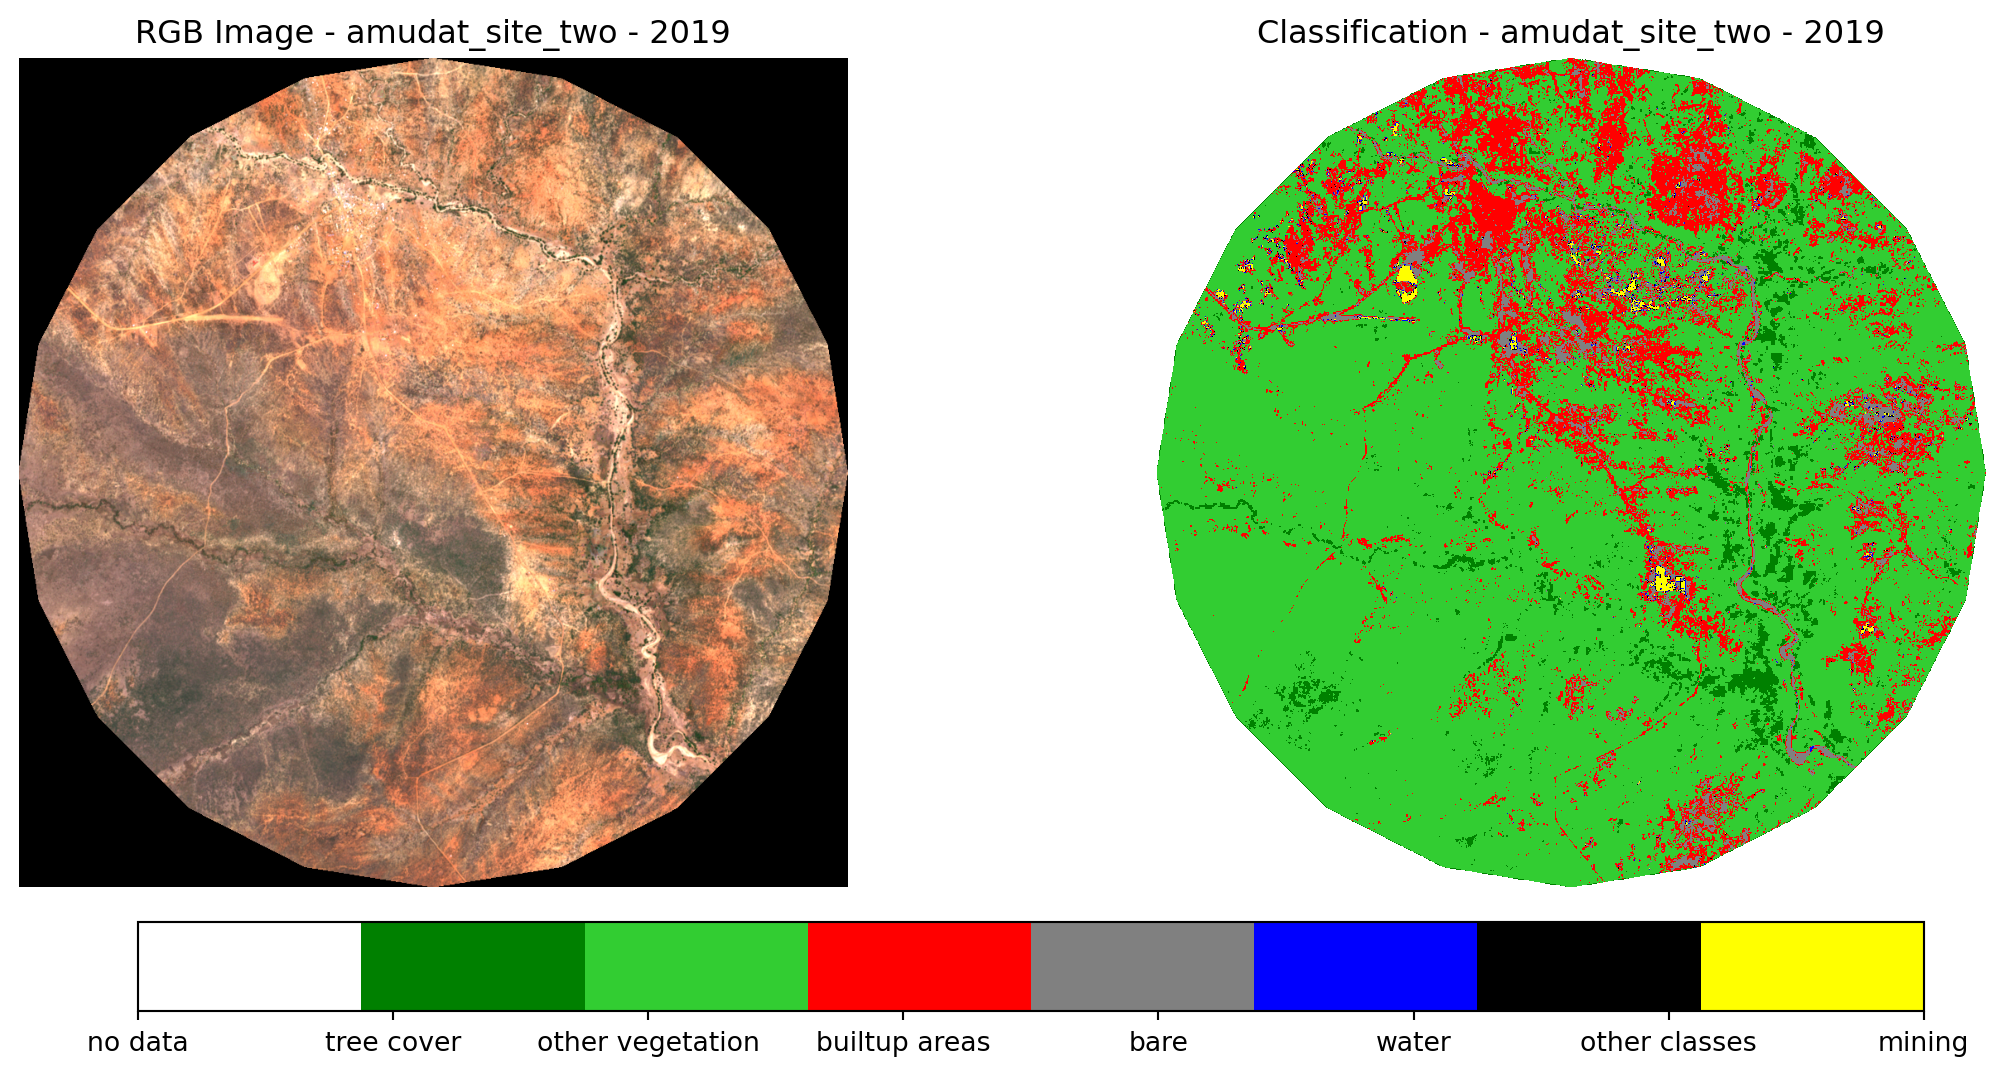 RGB Image - amudat_site_two - 2019
Classification - amudat_site_two - 2019
no data
tree cover
other vegetation
builtup areas
bare
water
other classes
mining